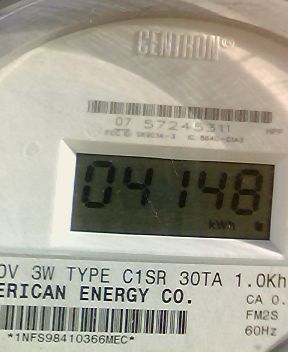 CENTRON®
07 57245311
HPP
04148
kWh
0V 3W TYPE C1SR 30TA 1.0Kh
ERICAN ENERGY CO.
CA 0.
FM2S
60Hz
*1NFS98410366MEC*